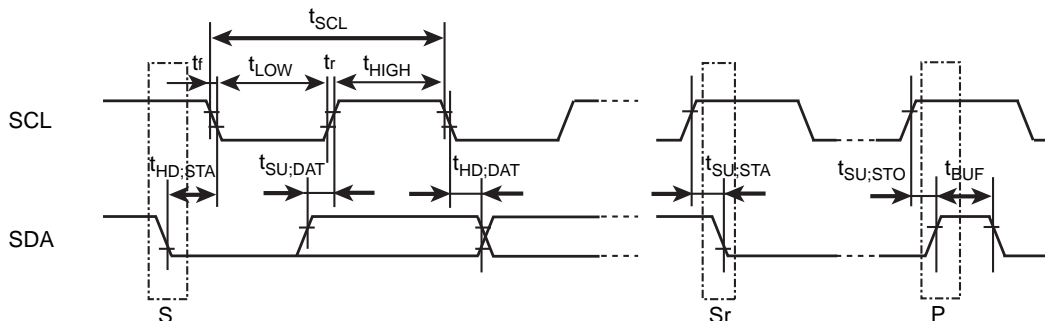 tSCL
tf tLOW tr tHIGH
SCL
tHD;STA tSU;DAT tHD;DAT tSU;STA tSU;STO tBUF
SDA
S Sr P